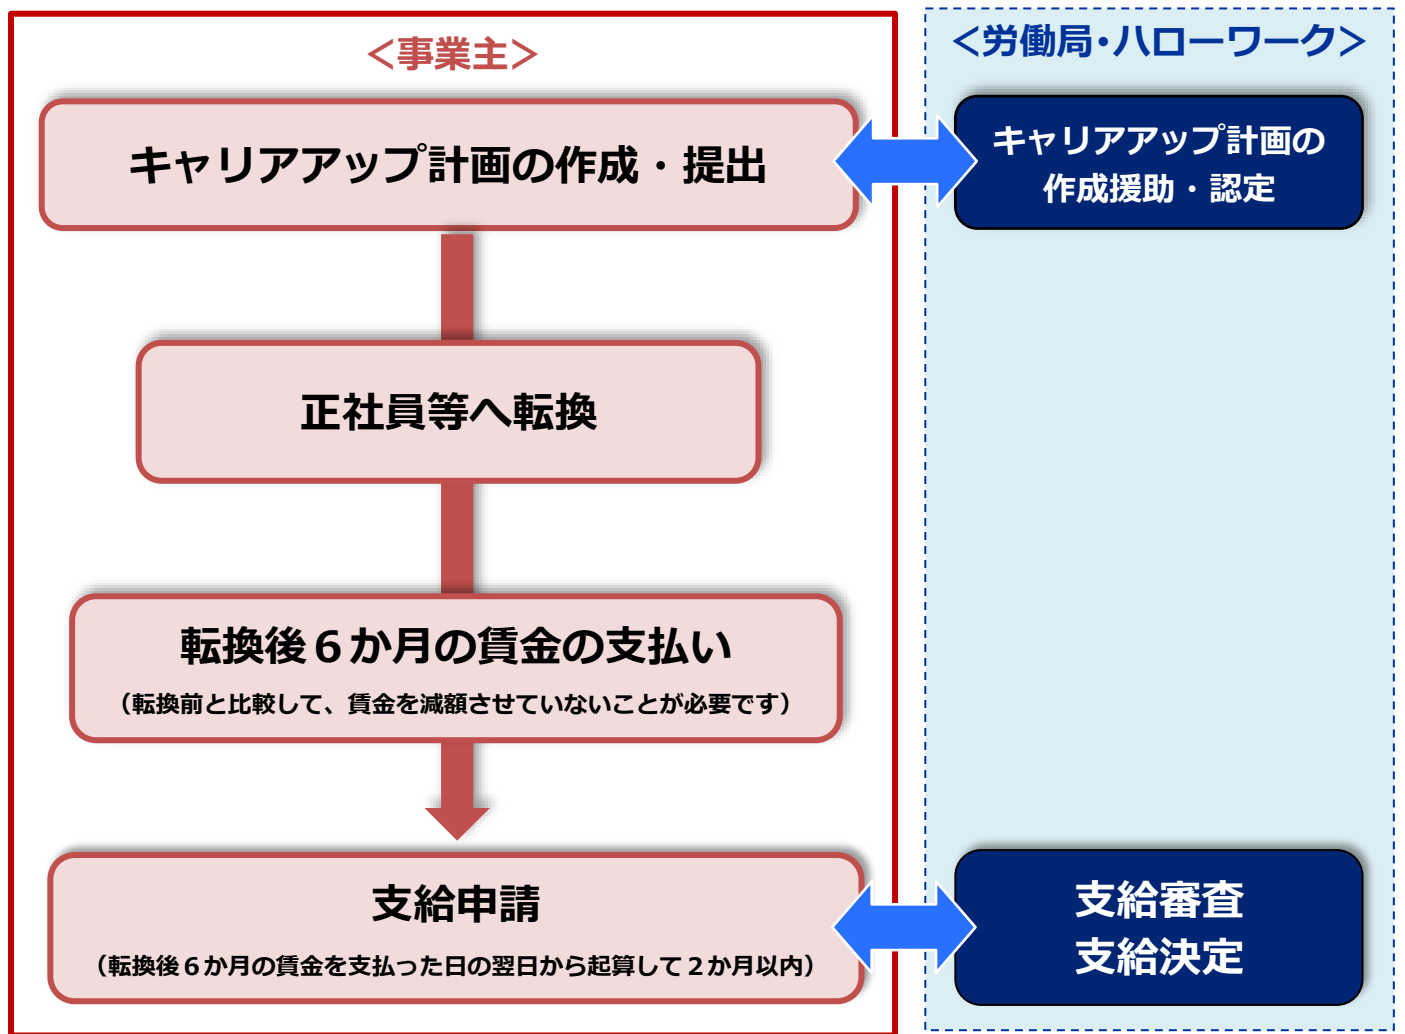 ＜事業主＞
キャリアアップ計画の作成・提出
正社員等へ転換
転換後６か月の賃金の支払い
（転換前と比較して、賃金を減額させていないことが必要です）
支給申請
（転換後６か月の賃金を支払った日の翌日から起算して２か月以内）
＜労働局・ハローワーク＞
キャリアアップ計画の
作成援助・認定
支給審査
支給決定